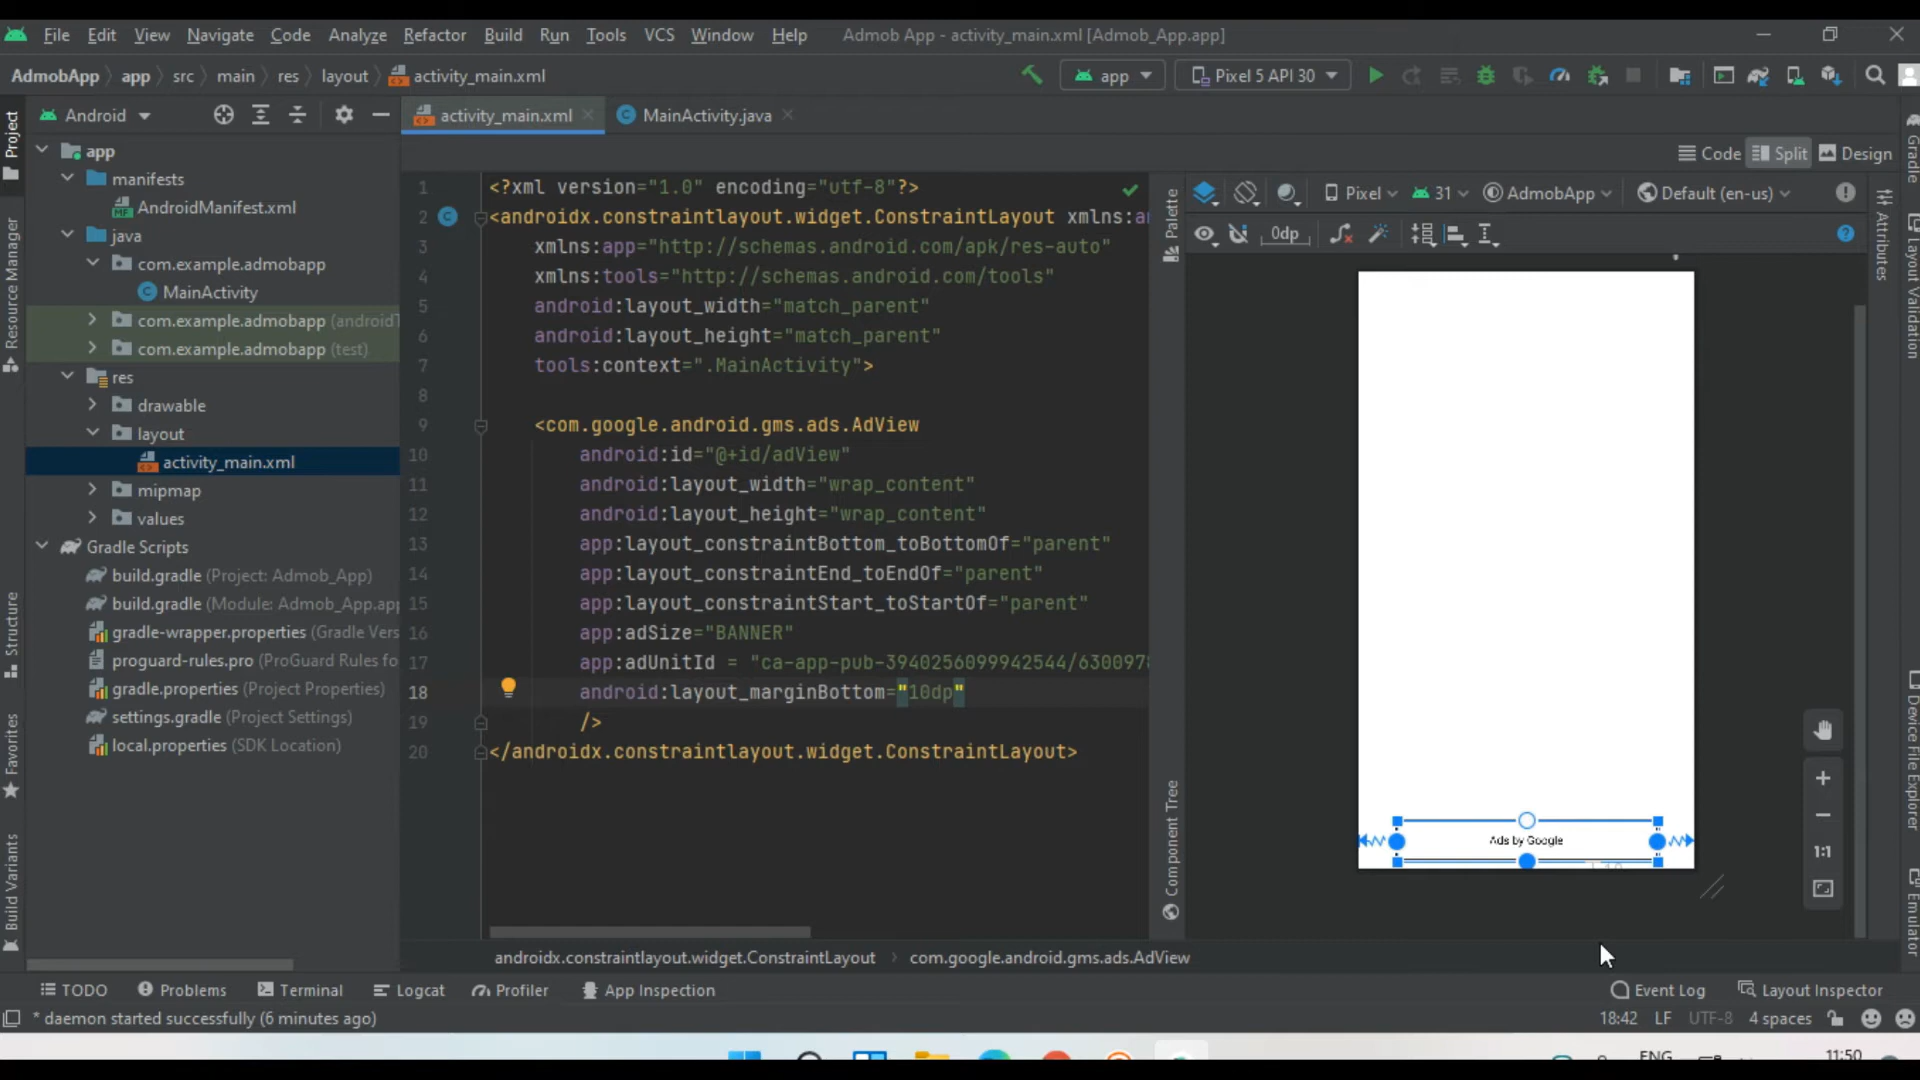 File Edit View Navigate Code Analyze Refactor Build Run Tools VCS Window Help Admob App - activity_main.xml [Admob_App.app]
AdmobApp app src main res layout activity_main.xml app Pixel 5 API 30
Project
Android
activity_main.xml
MainActivity.java
Code Split Design
Resource Manager
Structure
Favorites
Build Variants
app
manifests
AndroidManifest.xml
java
com.example.admobapp
MainActivity
com.example.admobapp (androidT
com.example.admobapp (test)
res
drawable
layout
activity_main.xml
mipmap
values
Gradle Scripts
build.gradle (Project: Admob_App)
build.gradle (Module: Admob_App.app
gradle-wrapper.properties (Gradle Vers
proguard-rules.pro (ProGuard Rules fo
gradle.properties (Project Properties)
settings.gradle (Project Settings)
local.properties (SDK Location)
1 <?xml version="1.0" encoding="utf-8"?>
2 <androidx.constraintlayout.widget.ConstraintLayout xmlns:an
3 xmlns:app="http://schemas.android.com/apk/res-auto"
4 xmlns:tools="http://schemas.android.com/tools"
5 android:layout_width="match_parent"
6 android:layout_height="match_parent"
7 tools:context=".MainActivity">
8
9 <com.google.android.gms.ads.AdView
10 android:id="@+id/adView"
11 android:layout_width="wrap_content"
12 android:layout_height="wrap_content"
13 app:layout_constraintBottom_toBottomOf="parent"
14 app:layout_constraintEnd_toEndOf="parent"
15 app:layout_constraintStart_toStartOf="parent"
16 app:adSize="BANNER"
17 app:adUnitId = "ca-app-pub-3940256099942544/630097
18 android:layout_marginBottom="10dp"
19 />
20 </androidx.constraintlayout.widget.ConstraintLayout>
androidx.constraintlayout.widget.ConstraintLayout com.google.android.gms.ads.AdView
Palette
Component Tree
Pixel 31 AdmobApp Default (en-us)
0dp
Ads by Google
1:1
Attributes
Gradle
Layout Validation
Device File Explorer
Emulator
TODO Problems Terminal Logcat Profiler App Inspection Event Log Layout Inspector
* daemon started successfully (6 minutes ago) 18:42 LF UTF-8 4 spaces
ENG 11:50